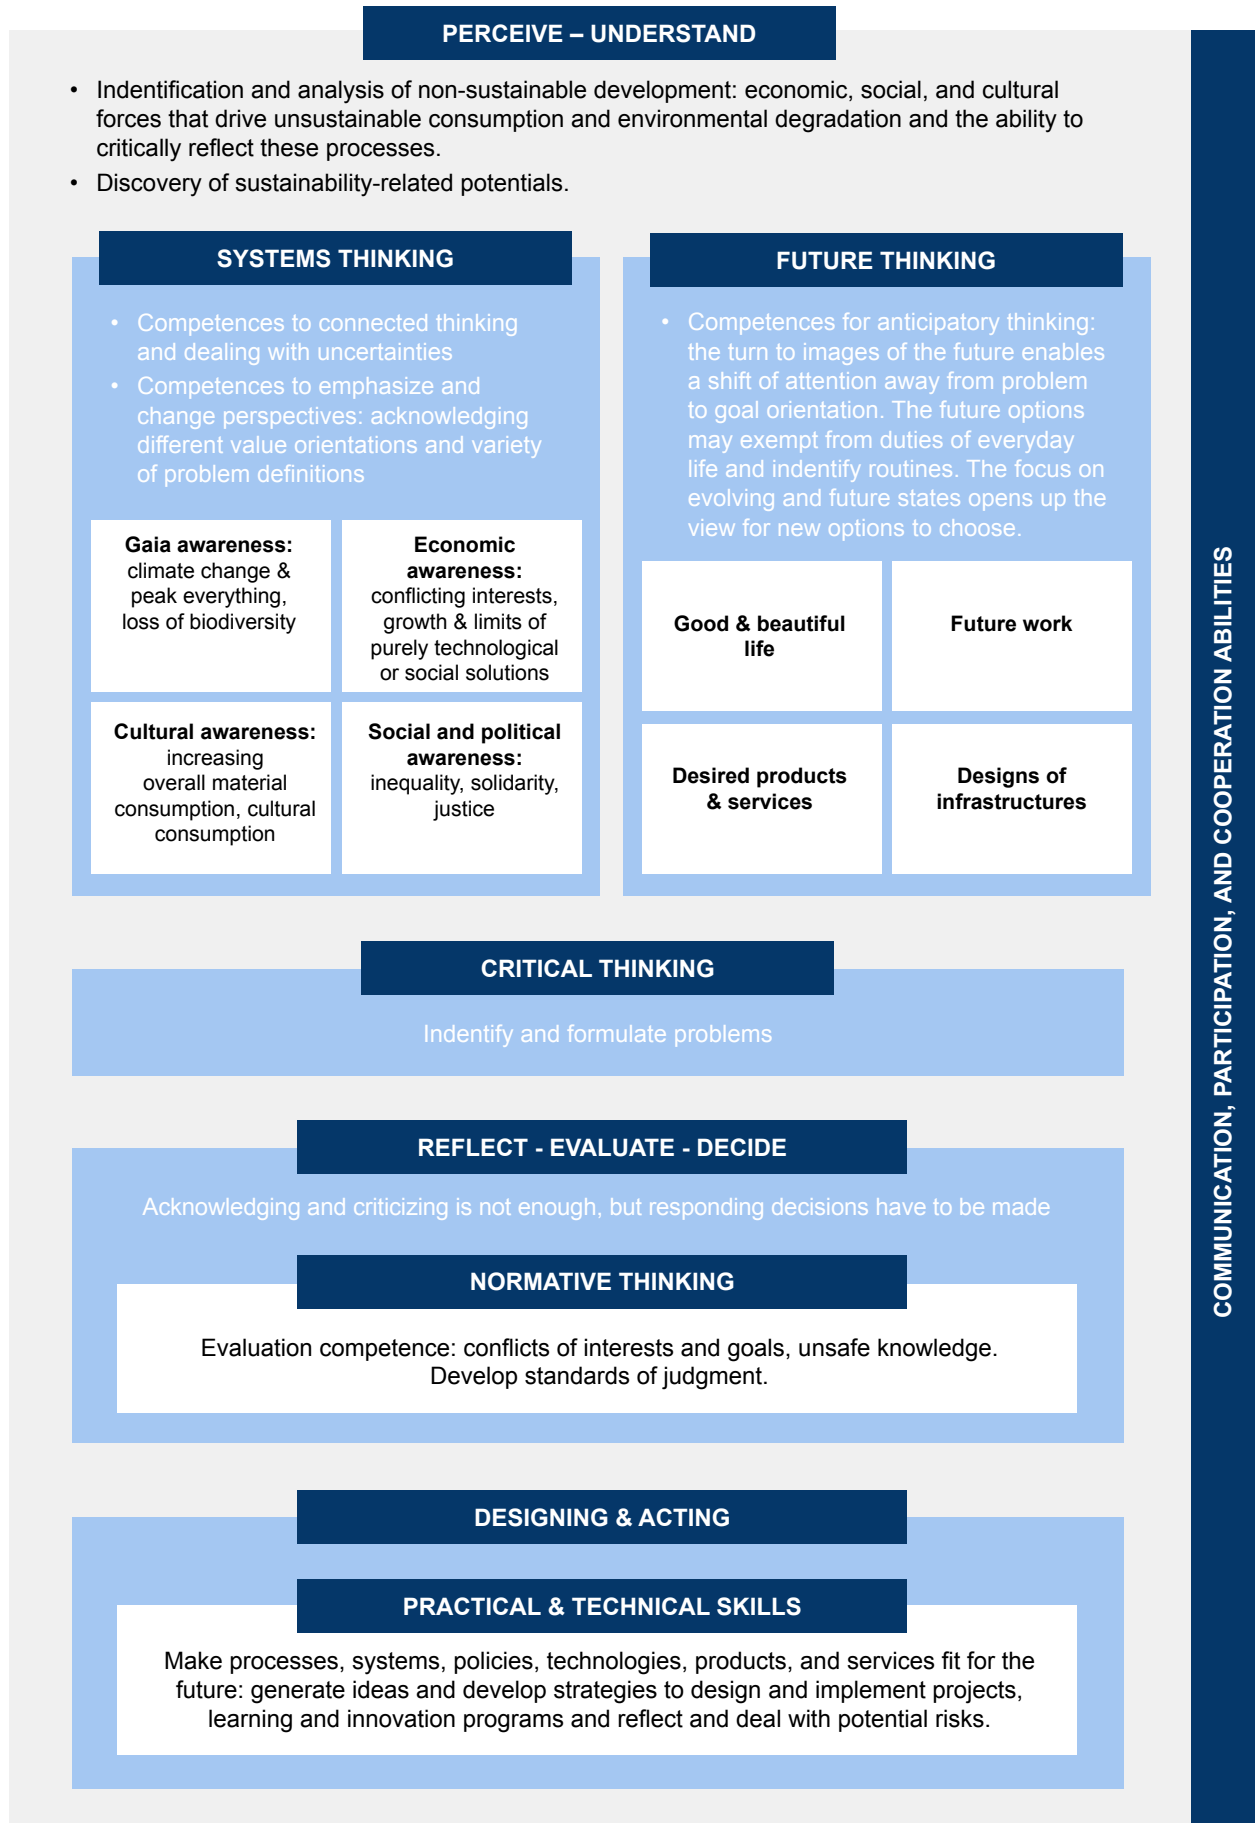 PERCEIVE – UNDERSTAND
• Indentification and analysis of non-sustainable development: economic, social, and cultural
forces that drive unsustainable consumption and environmental degradation and the ability to
critically reflect these processes.
• Discovery of sustainability-related potentials.
SYSTEMS THINKING
• Competences to connected thinking
and dealing with uncertainties
• Competences to emphasize and
change perspectives: acknowledging
different value orientations and variety
of problem definitions
Gaia awareness:
climate change &
peak everything,
loss of biodiversity
Economic
awareness:
conflicting interests,
growth & limits of
purely technological
or social solutions
Cultural awareness:
increasing
overall material
consumption, cultural
consumption
Social and political
awareness:
inequality, solidarity,
justice
FUTURE THINKING
• Competences for anticipatory thinking:
the turn to images of the future enables
a shift of attention away from problem
to goal orientation. The future options
may exempt from duties of everyday
life and indentify routines. The focus on
evolving and future states opens up the
view for new options to choose.
Good & beautiful
life
Future work
Desired products
& services
Designs of
infrastructures
CRITICAL THINKING
Indentify and formulate problems
REFLECT - EVALUATE - DECIDE
Acknowledging and criticizing is not enough, but responding decisions have to be made
NORMATIVE THINKING
Evaluation competence: conflicts of interests and goals, unsafe knowledge.
Develop standards of judgment.
DESIGNING & ACTING
PRACTICAL & TECHNICAL SKILLS
Make processes, systems, policies, technologies, products, and services fit for the
future: generate ideas and develop strategies to design and implement projects,
learning and innovation programs and reflect and deal with potential risks.
COMMUNICATION, PARTICIPATION, AND COOPERATION ABILITIES